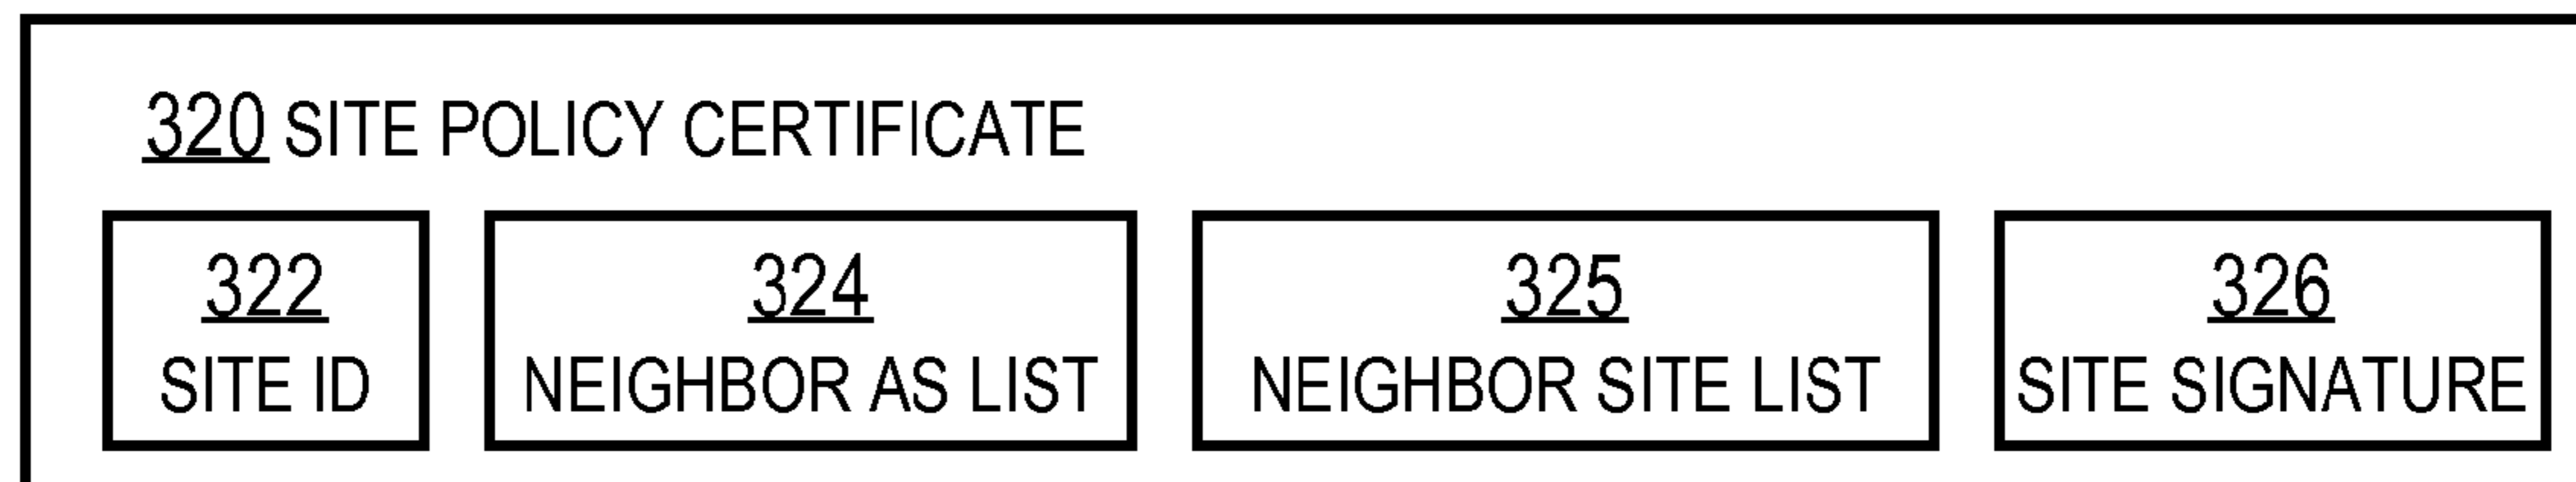 320 SITE POLICY CERTIFICATE
322 324 325 326
SITE ID NEIGHBOR AS LIST NEIGHBOR SITE LIST SITE SIGNATURE